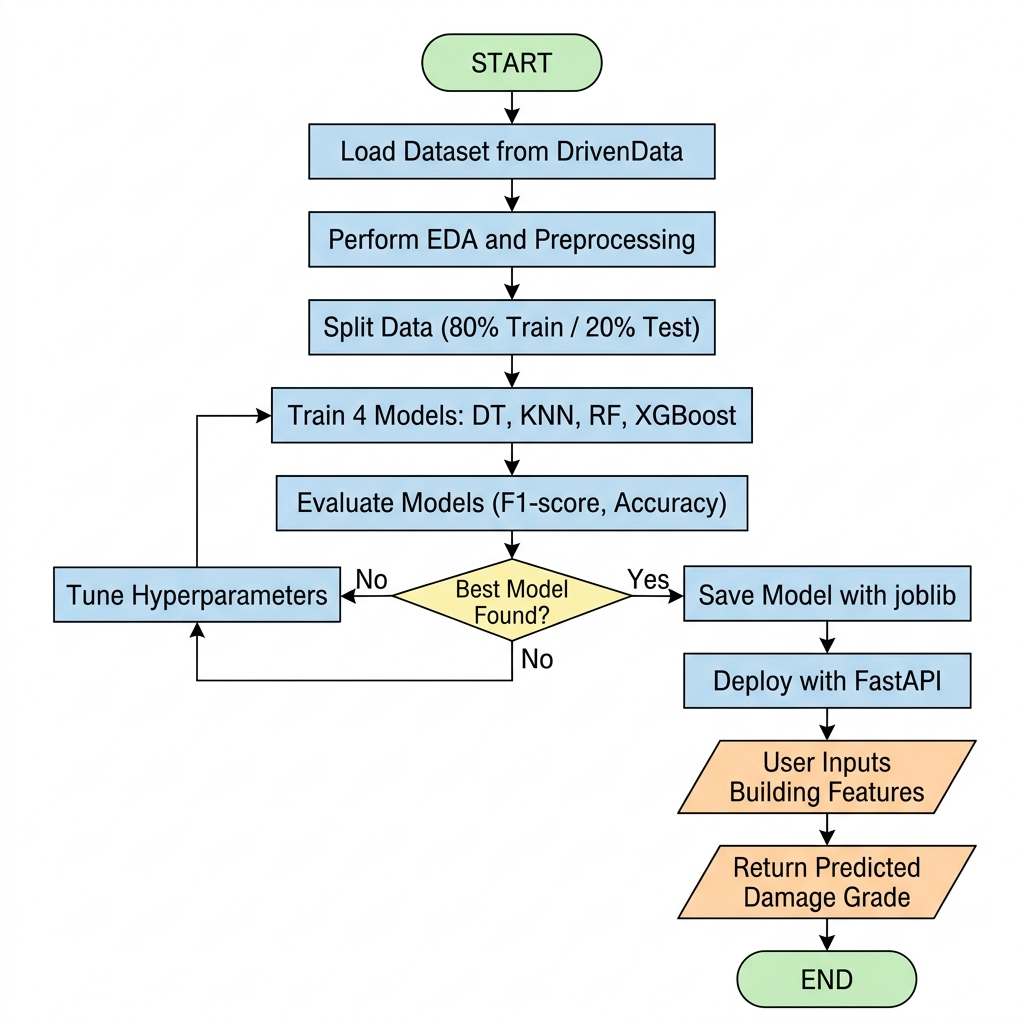 START
Load Dataset from DrivenData
Perform EDA and Preprocessing
Split Data (80% Train / 20% Test)
Train 4 Models: DT, KNN, RF, XGBoost
Evaluate Models (F1-score, Accuracy)
Best Model
Found?
No
Tune Hyperparameters
No
Yes
Save Model with joblib
Deploy with FastAPI
User Inputs
Building Features
Return Predicted
Damage Grade
END